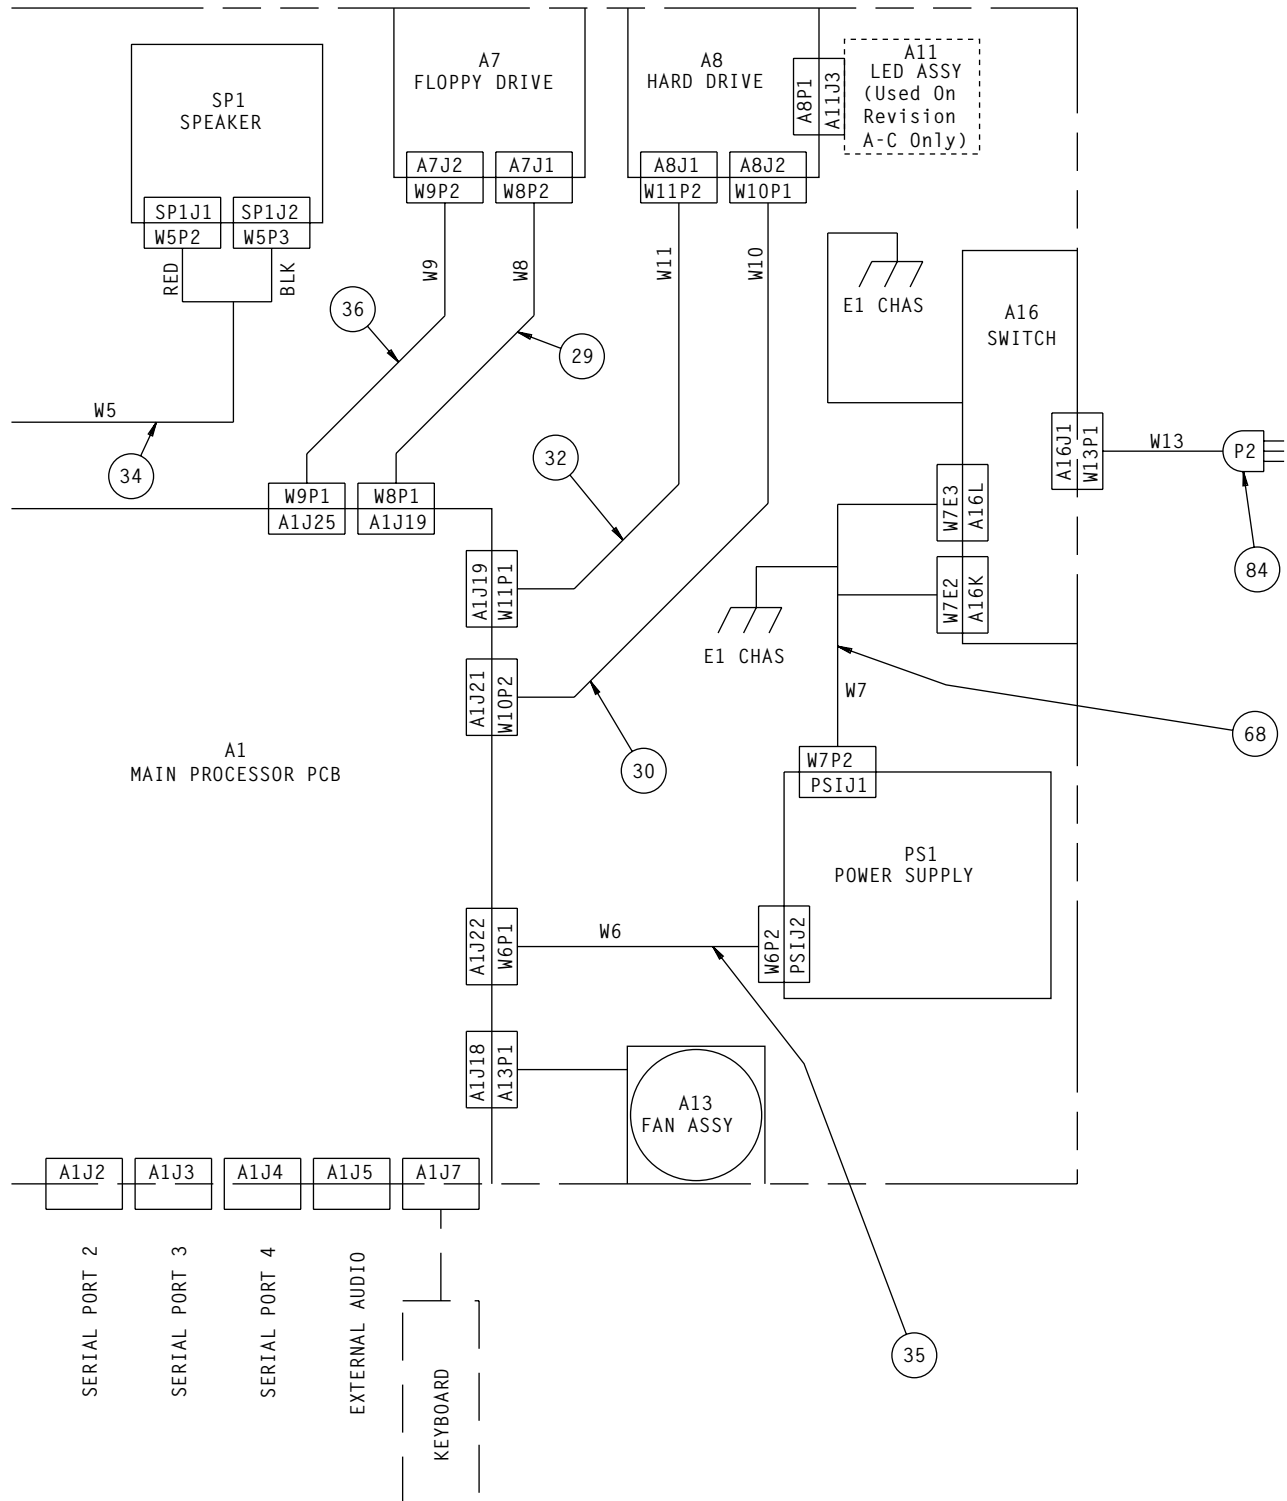 A7
FLOPPY DRIVE
A8
HARD DRIVE
A8P1
A11J3
A11
LED ASSY
(Used On
Revision
A-C Only)
SP1
SPEAKER
A7J2
A7J1
W9P2
W8P2
A8J1
A8J2
W11P2
W10P1
SP1J1
SP1J2
W5P2
W5P3
RED
BLK
W9
W8
W11
W10
E1 CHAS
A16
SWITCH
36
29
W5
34
32
A16J1
W13P1
W13
P2
84
W9P1
W8P1
A1J25
A1J19
W7E3
A16L
W7E2
A16K
A1J19
W11P1
E1 CHAS
A1J21
W10P2
W7
68
30
A1
MAIN PROCESSOR PCB
W7P2
PSIJ1
PS1
POWER SUPPLY
A1J22
W6P1
W6
W6P2
PSIJ2
A1J18
A13P1
A13
FAN ASSY
A1J2
A1J3
A1J4
A1J5
A1J7
SERIAL PORT 2
SERIAL PORT 3
SERIAL PORT 4
EXTERNAL AUDIO
KEYBOARD
35